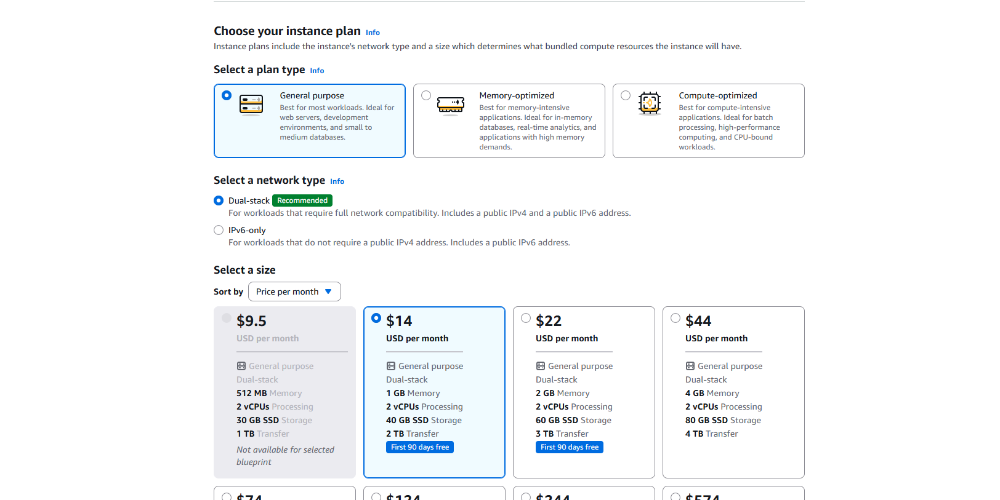 Choose your instance plan Info
Instance plans include the instance's network type and a size which determines what bundled compute resources the instance will have.
Select a plan type Info
General purpose
Best for most workloads. Ideal for
web servers, development
environments, and small to
medium databases.
Memory-optimized
Best for memory-intensive
applications. Ideal for in-memory
databases, real-time analytics, and
applications with high memory
demands.
Compute-optimized
Best for compute-intensive
applications. Ideal for batch
processing, high-performance
computing, and CPU-bound
workloads.
Select a network type Info
Dual-stack Recommended
For workloads that require full network compatibility. Includes a public IPv4 and a public IPv6 address.
IPv6-only
For workloads that do not require a public IPv4 address. Includes a public IPv6 address.
Select a size
Sort by Price per month
$9.5
USD per month
General purpose
Dual-stack
512 MB Memory
2 vCPUs Processing
30 GB SSD Storage
1 TB Transfer
Not available for selected
blueprint
$14
USD per month
General purpose
Dual-stack
1 GB Memory
2 vCPUs Processing
40 GB SSD Storage
2 TB Transfer
First 90 days free
$22
USD per month
General purpose
Dual-stack
2 GB Memory
2 vCPUs Processing
60 GB SSD Storage
3 TB Transfer
First 90 days free
$44
USD per month
General purpose
Dual-stack
4 GB Memory
2 vCPUs Processing
80 GB SSD Storage
4 TB Transfer
$74
$124
$244
$574